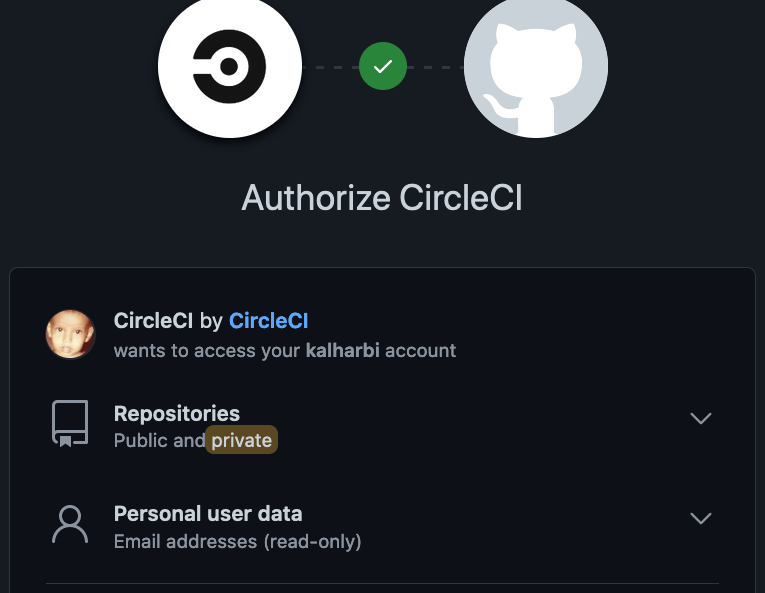 Authorize CircleCI
CircleCI by CircleCI
wants to access your kalharbi account
Repositories
Public and private
Personal user data
Email addresses (read-only)